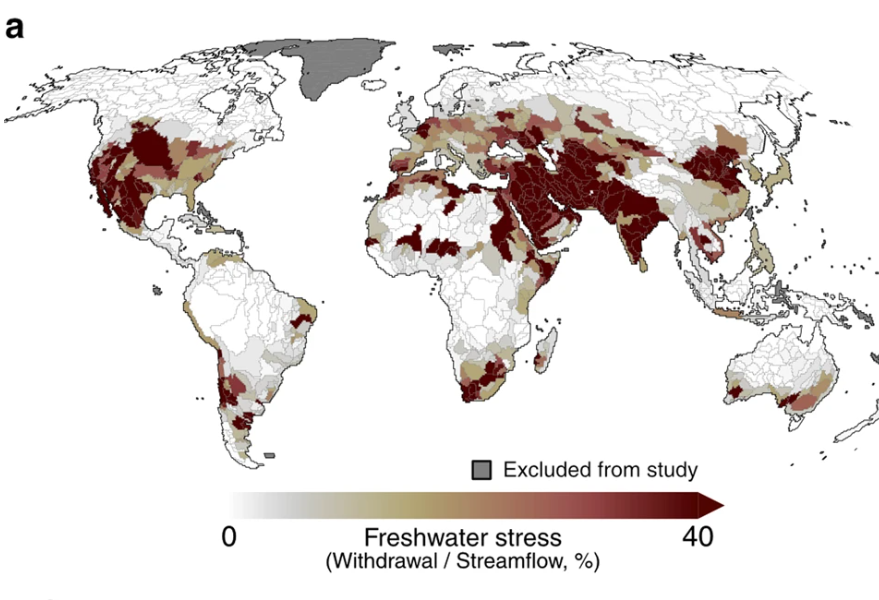 a
Excluded from study
0
Freshwater stress
40
(Withdrawal / Streamflow, %)